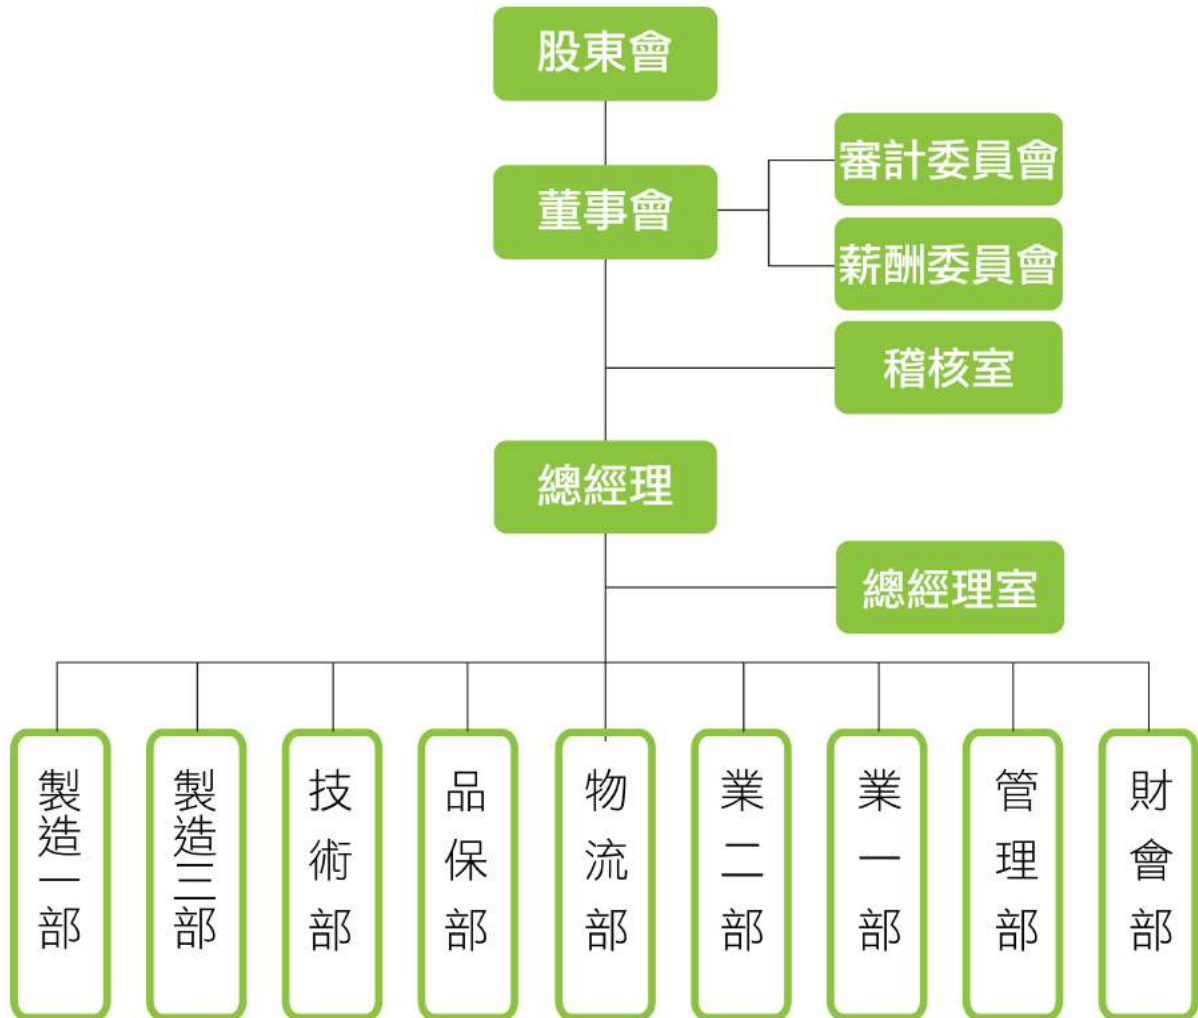 股東會
董事會
審計委員會
薪酬委員會
稽核室
總經理
總經理室
製造一部
製造三部
技術部
品保部
物流部
業二部
業一部
管理部
財會部